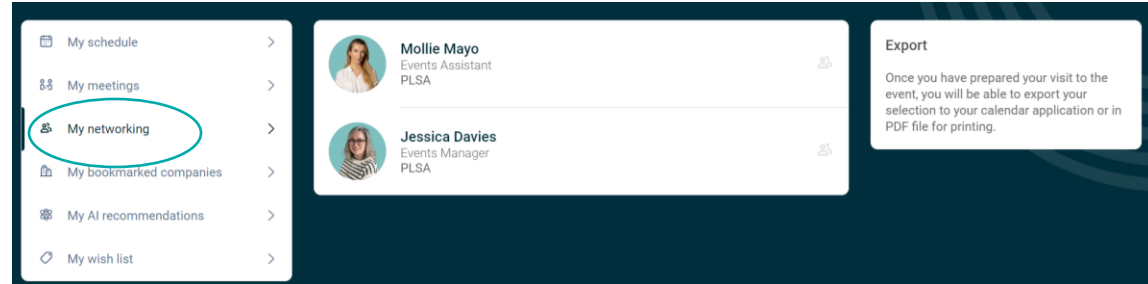 My schedule
My meetings
My networking
My bookmarked companies
My AI recommendations
My wish list
Mollie Mayo
Events Assistant
PLSA
Jessica Davies
Events Manager
PLSA
Export
Once you have prepared your visit to the
event, you will be able to export your
selection to your calendar application or in
PDF file for printing.